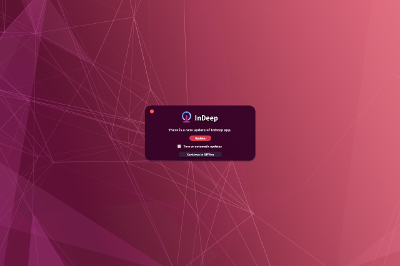 InDeep
There is a new update of InDeep app.
Update
Turn on automatic updates
Continue in Offline